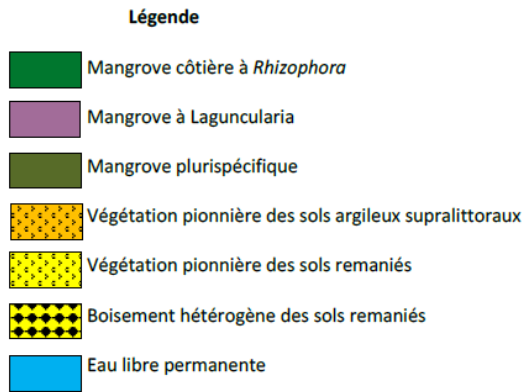 Légende
Mangrove côtière à Rhizophora
Mangrove à Laguncularia
Mangrove plurispécifique
Végétation pionnière des sols argileux supralittoraux
Végétation pionnière des sols remaniés
Boisement hétérogène des sols remaniés
Eau libre permanente